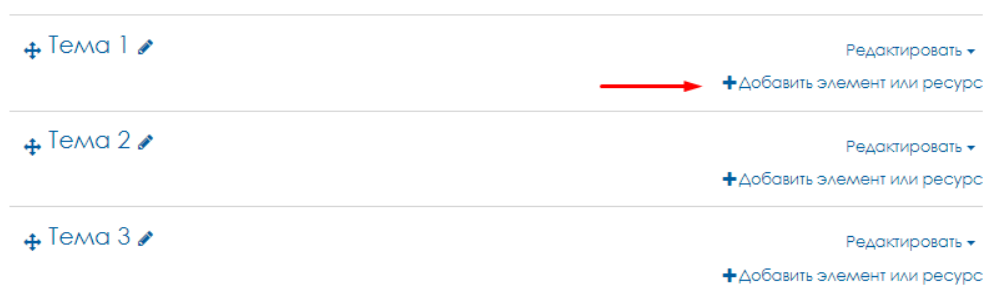 Тема 1
Редактировать
Добавить элемент или ресурс
Тема 2
Редактировать
Добавить элемент или ресурс
Тема 3
Редактировать
Добавить элемент или ресурс